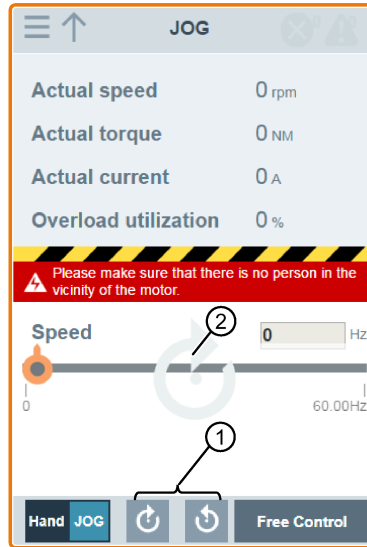 JOG
Actual speed 0 rpm
Actual torque 0 NM
Actual current 0 A
Overload utilization 0 %
Please make sure that there is no person in the
vicinity of the motor.
2
Speed 0 Hz
0 60.00Hz
1
Hand JOG Free Control